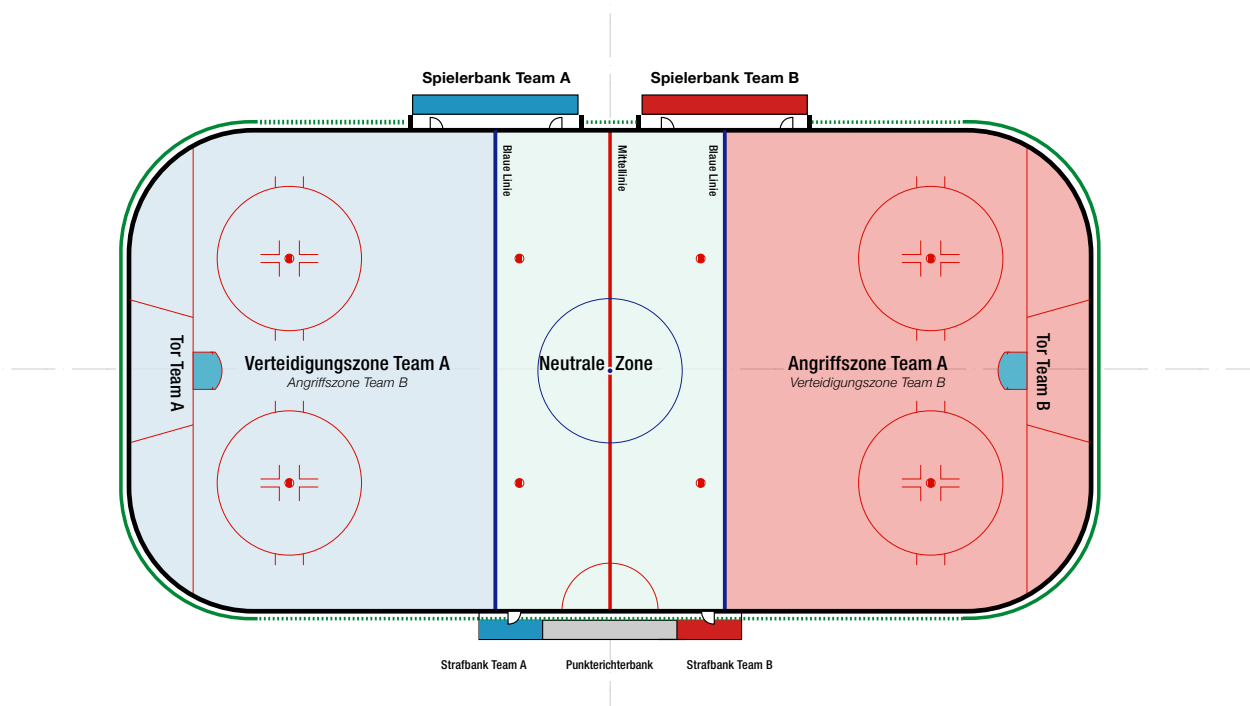 Spielerbank Team A
Spielerbank Team B
Blaue Linie
Mittellinie
Blaue Linie
Tor Team A
Verteidigungszone Team A
Angriffszone Team B
Neutrale Zone
Angriffszone Team A
Verteidigungszone Team B
Tor Team B
Strafbank Team A
Punkterichterbank
Strafbank Team B